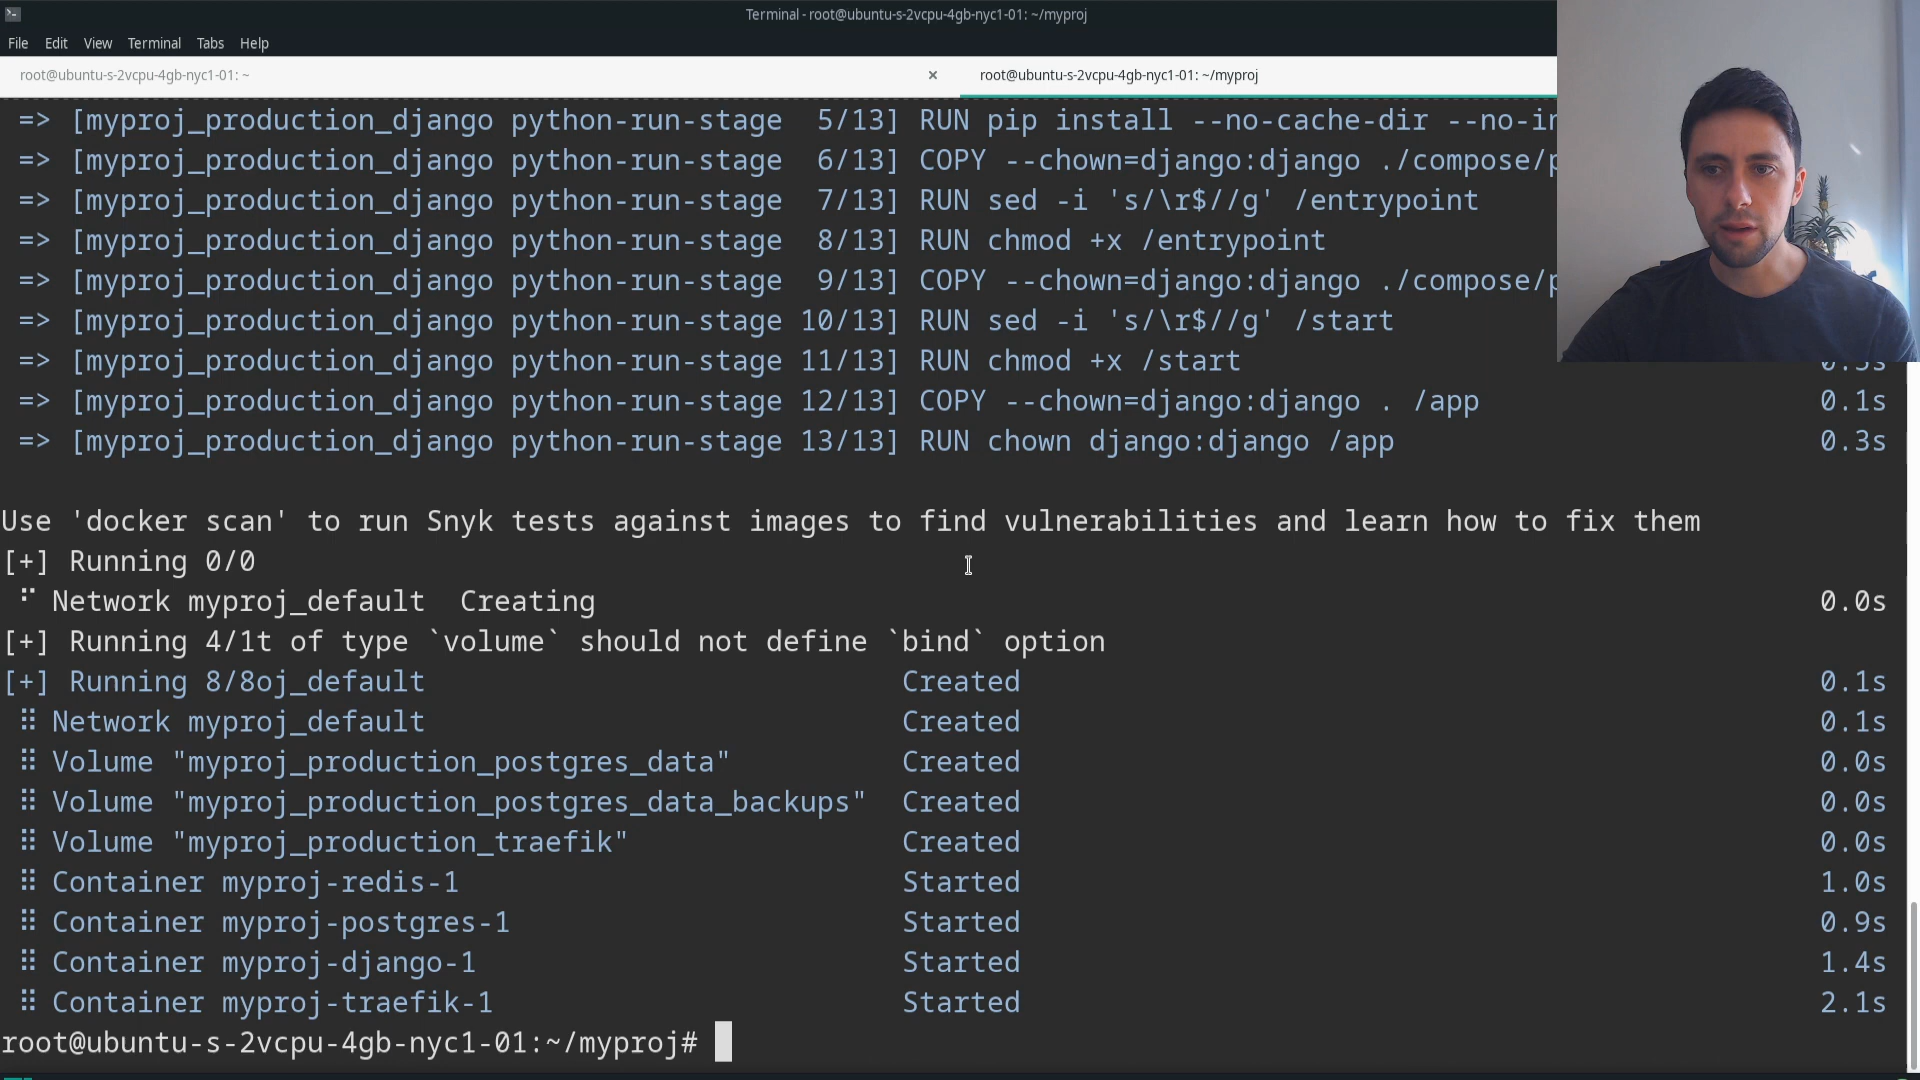 Terminal - root@ubuntu-s-2vcpu-4gb-nyc1-01: ~/myproj
File Edit View Terminal Tabs Help
root@ubuntu-s-2vcpu-4gb-nyc1-01: ~ × root@ubuntu-s-2vcpu-4gb-nyc1-01: ~/myproj
=> [myproj_production_django python-run-stage  5/13] RUN pip install --no-cache-dir --no-in
=> [myproj_production_django python-run-stage  6/13] COPY --chown=django:django ./compose/p
=> [myproj_production_django python-run-stage  7/13] RUN sed -i 's/\r$//g' /entrypoint
=> [myproj_production_django python-run-stage  8/13] RUN chmod +x /entrypoint
=> [myproj_production_django python-run-stage  9/13] COPY --chown=django:django ./compose/p
=> [myproj_production_django python-run-stage 10/13] RUN sed -i 's/\r$//g' /start
=> [myproj_production_django python-run-stage 11/13] RUN chmod +x /start
=> [myproj_production_django python-run-stage 12/13] COPY --chown=django:django . /app 0.1s
=> [myproj_production_django python-run-stage 13/13] RUN chown django:django /app 0.3s
Use 'docker scan' to run Snyk tests against images to find vulnerabilities and learn how to fix them
[+] Running 0/0
⠋ Network myproj_default  Creating 0.0s
[+] Running 4/1t of type `volume` should not define `bind` option
[+] Running 8/8oj_default Created 0.1s
⠿ Network myproj_default Created 0.1s
⠿ Volume "myproj_production_postgres_data" Created 0.0s
⠿ Volume "myproj_production_postgres_data_backups" Created 0.0s
⠿ Volume "myproj_production_traefik" Created 0.0s
⠿ Container myproj-redis-1 Started 1.0s
⠿ Container myproj-postgres-1 Started 0.9s
⠿ Container myproj-django-1 Started 1.4s
⠿ Container myproj-traefik-1 Started 2.1s
root@ubuntu-s-2vcpu-4gb-nyc1-01:~/myproj#